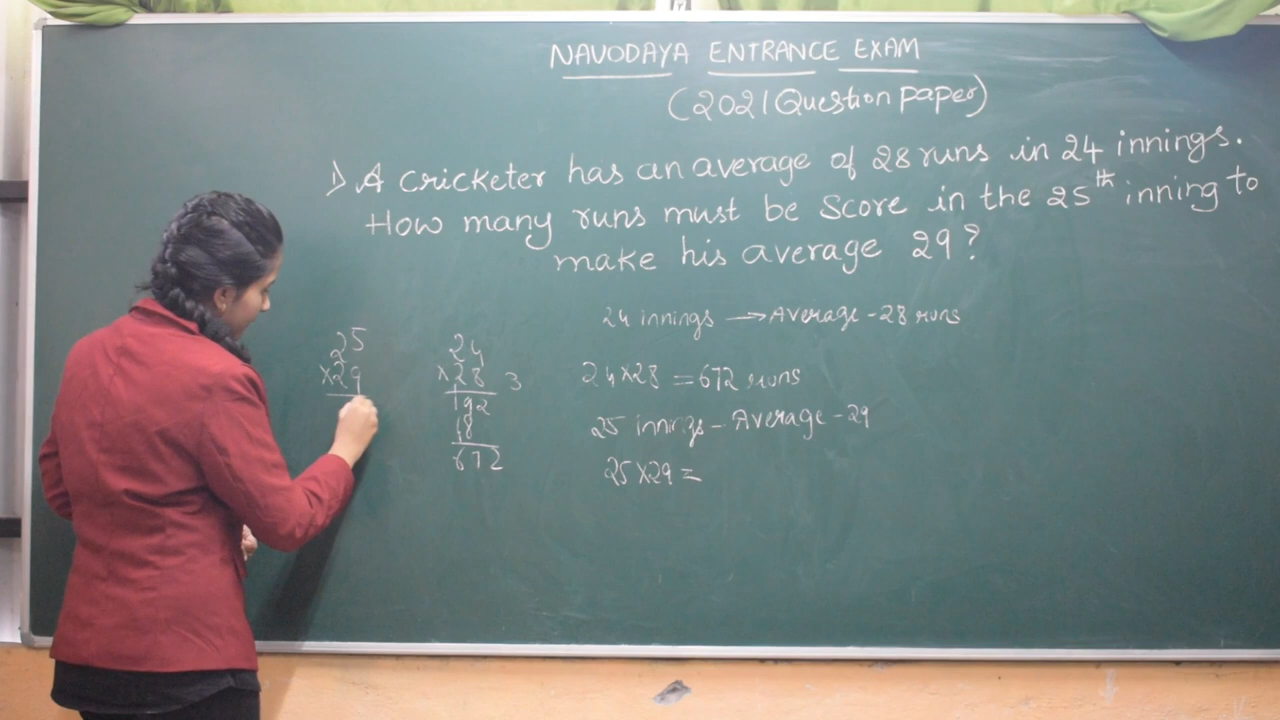 NAVODAYA ENTRANCE EXAM
(2021 Question paper)
1) A cricketer has an average of 28 runs in 24 innings.
How many runs must be score in the 25th inning to
make his average 29?
24 innings → Average - 28 runs
24×28 = 672 runs
25 innings - Average - 29
25×29 =
25
×29
24
×28 3
192
48
672